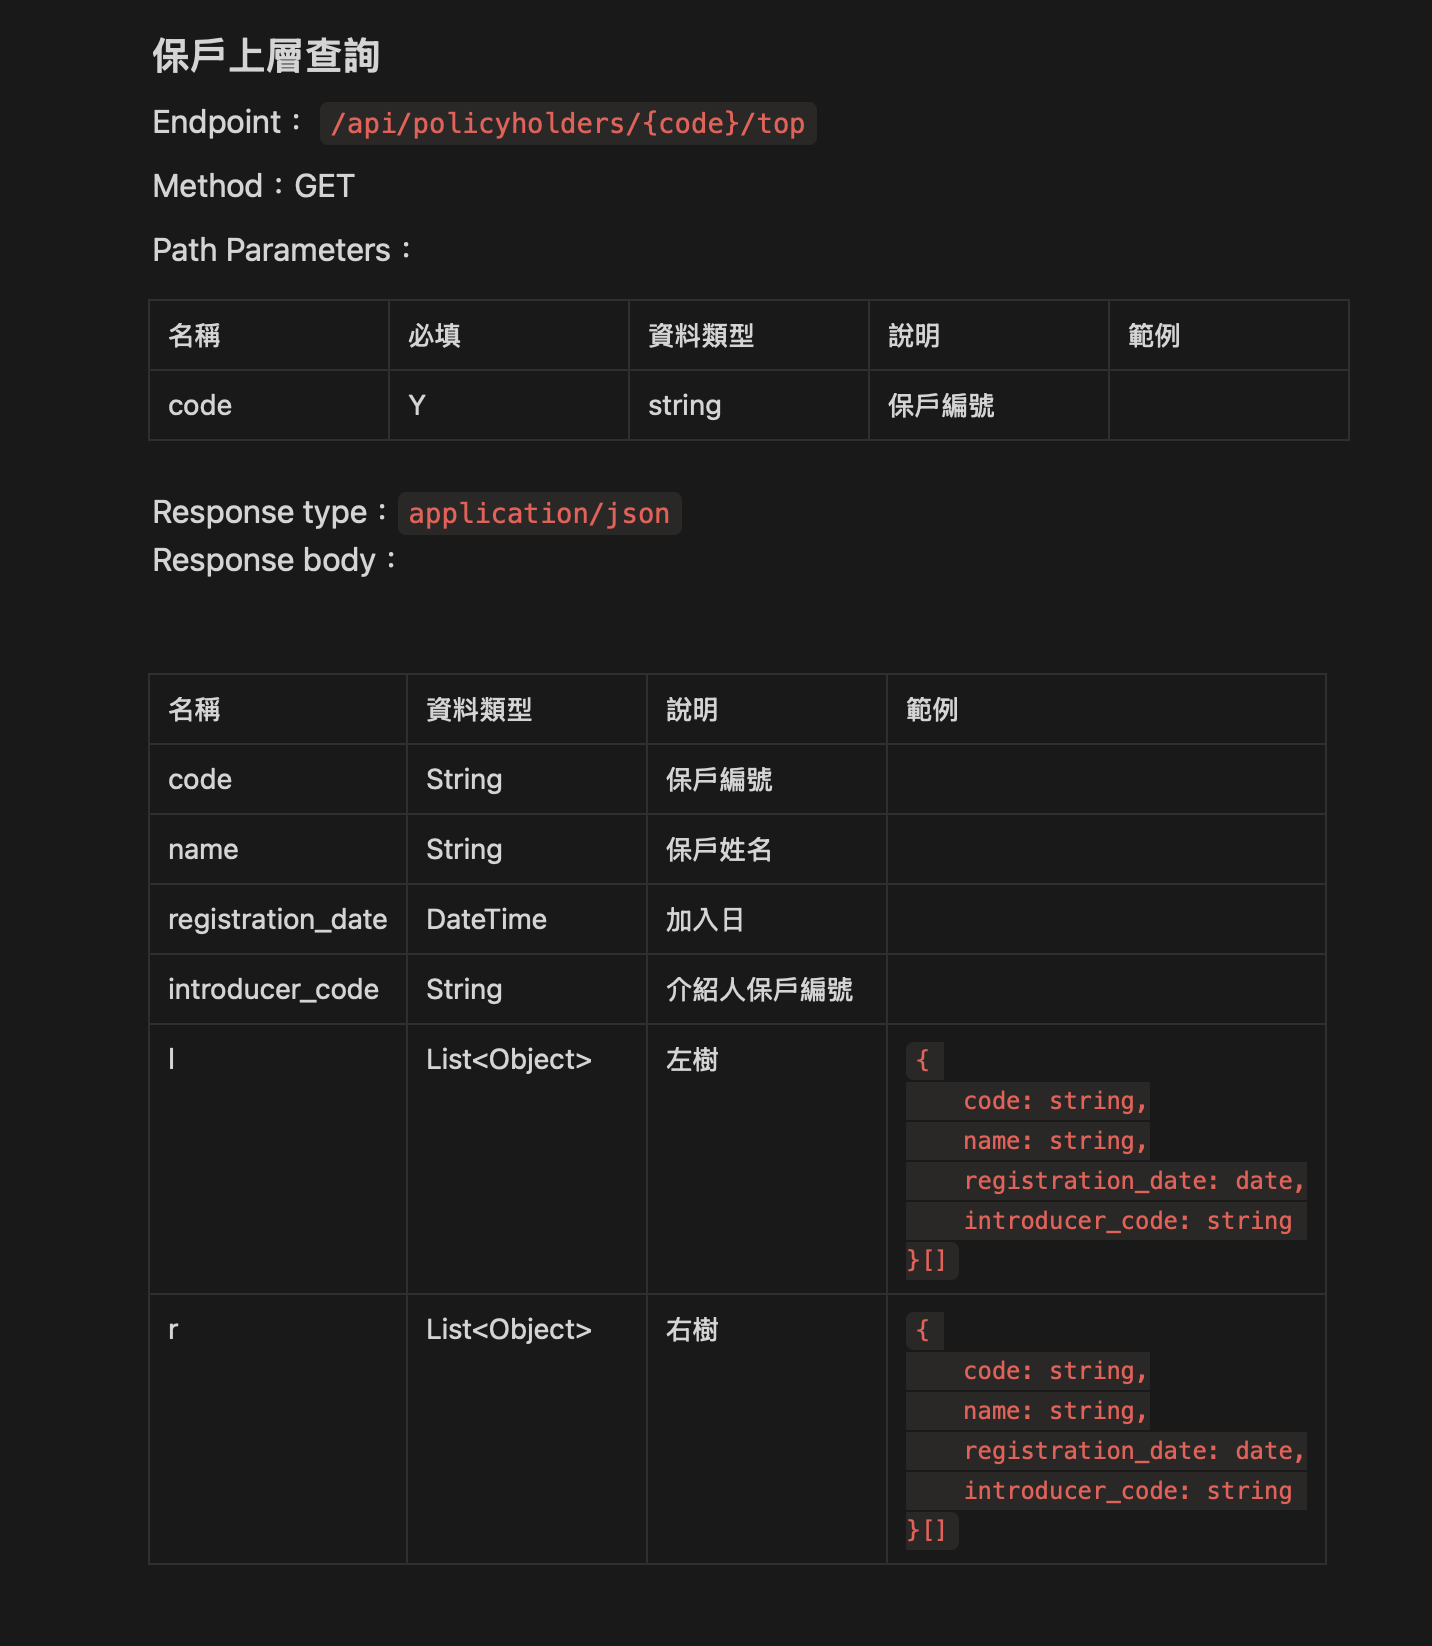 保戶上層查詢
Endpoint： /api/policyholders/{code}/top
Method：GET
Path Parameters：
名稱 必填 資料類型 說明 範例
code Y string 保戶編號
Response type：application/json
Response body：
名稱 資料類型 說明 範例
code String 保戶編號
name String 保戶姓名
registration_date DateTime 加入日
introducer_code String 介紹人保戶編號
l List<Object> 左樹 {
code: string,
name: string,
registration_date: date,
introducer_code: string
}[]
r List<Object> 右樹 {
code: string,
name: string,
registration_date: date,
introducer_code: string
}[]